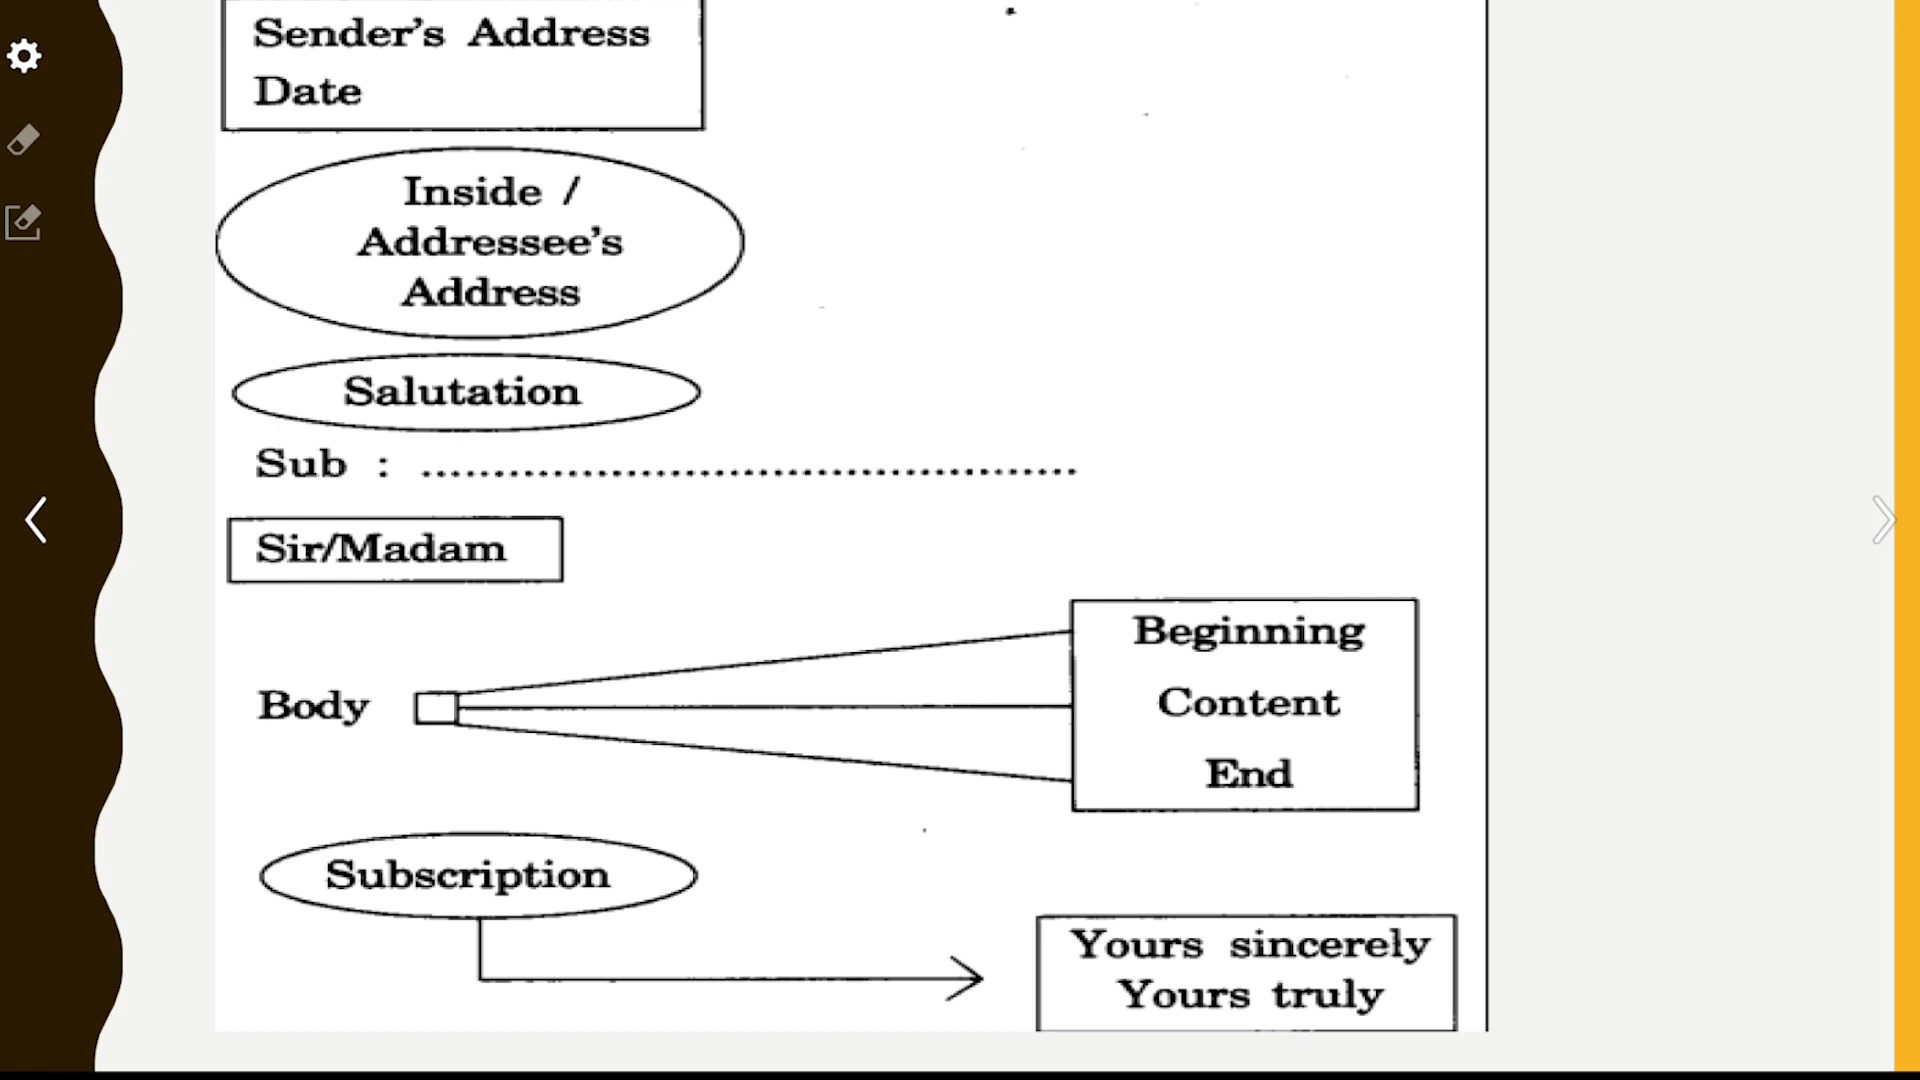 Sender's Address
Date
Inside /
Addressee's
Address
Salutation
Sub : ..............................................
Sir/Madam
Body
Beginning
Content
End
Subscription
Yours sincerely
Yours truly